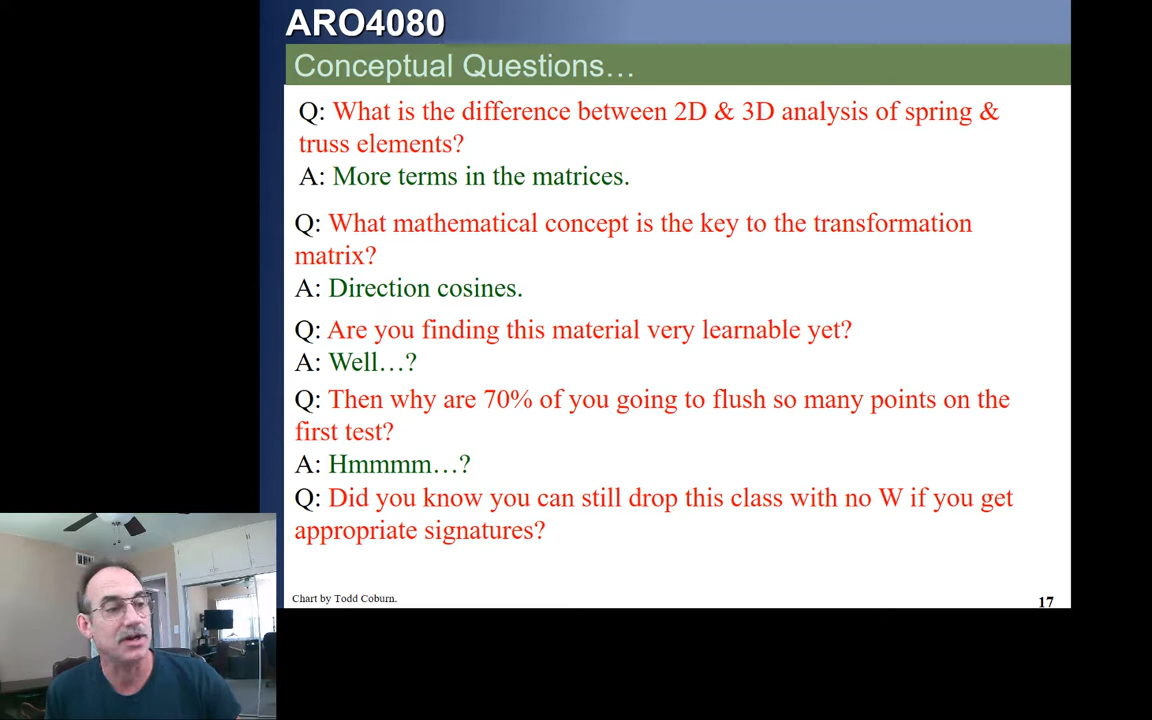 ARO4080
Conceptual Questions…
Q: What is the difference between 2D & 3D analysis of spring &
truss elements?
A: More terms in the matrices.
Q: What mathematical concept is the key to the transformation
matrix?
A: Direction cosines.
Q: Are you finding this material very learnable yet?
A: Well…?
Q: Then why are 70% of you going to flush so many points on the
first test?
A: Hmmmm…?
Q: Did you know you can still drop this class with no W if you get
appropriate signatures?
Chart by Todd Coburn.
17